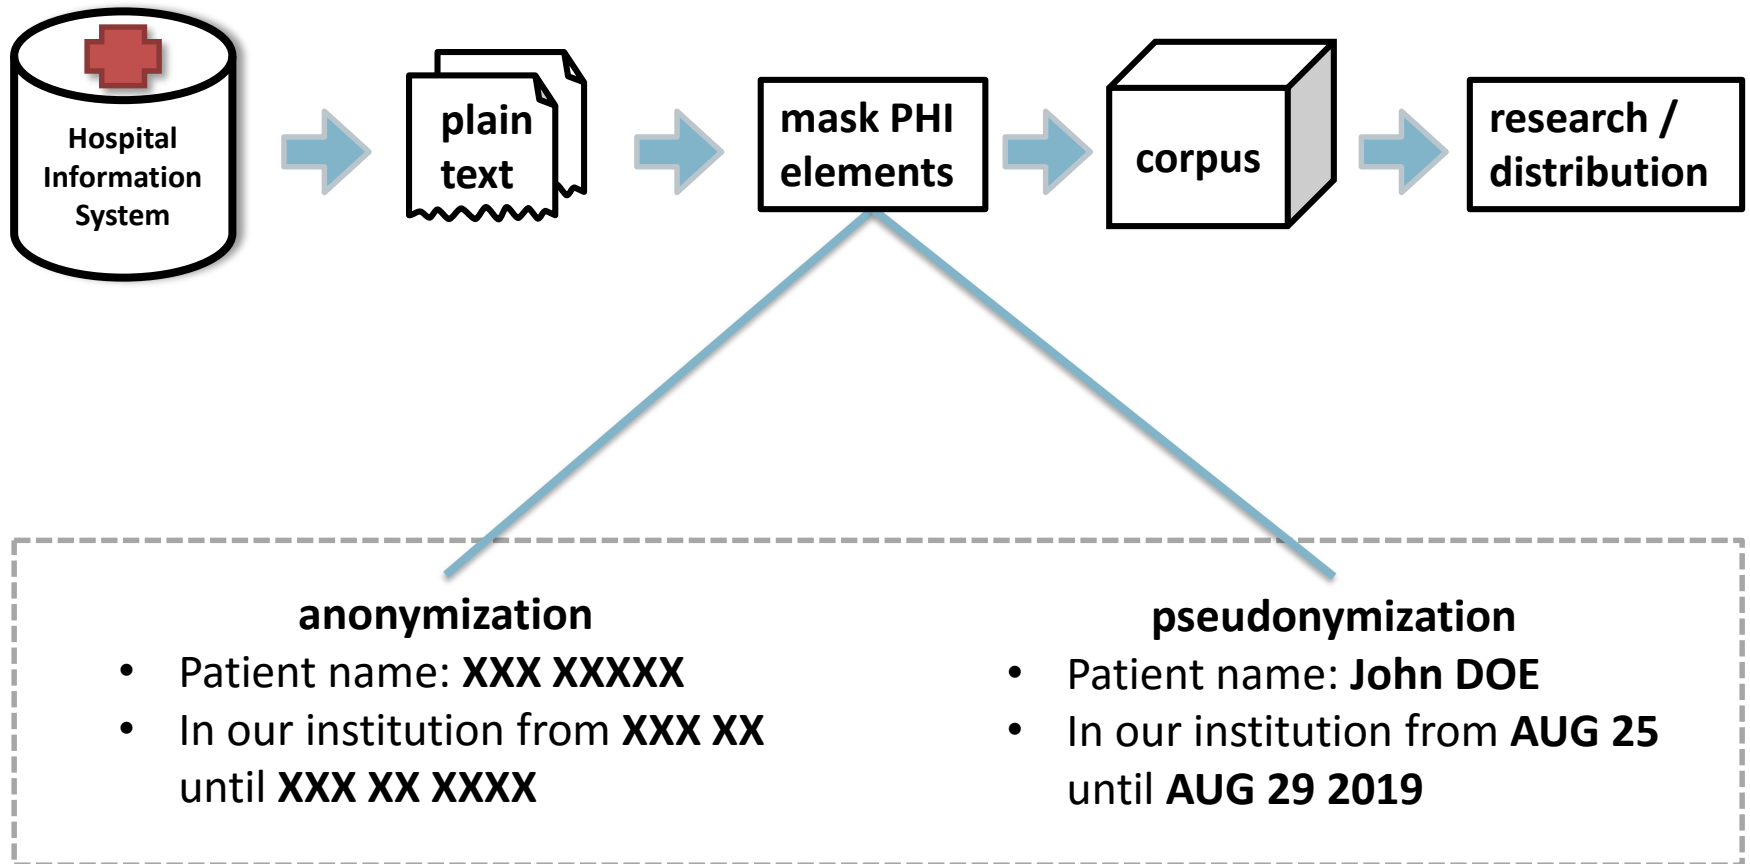 Hospital
Information
System
plain
text
mask PHI
elements
corpus
research /
distribution
anonymization
• Patient name: XXX XXXXX
• In our institution from XXX XX
until XXX XX XXXX
pseudonymization
• Patient name: John DOE
• In our institution from AUG 25
until AUG 29 2019